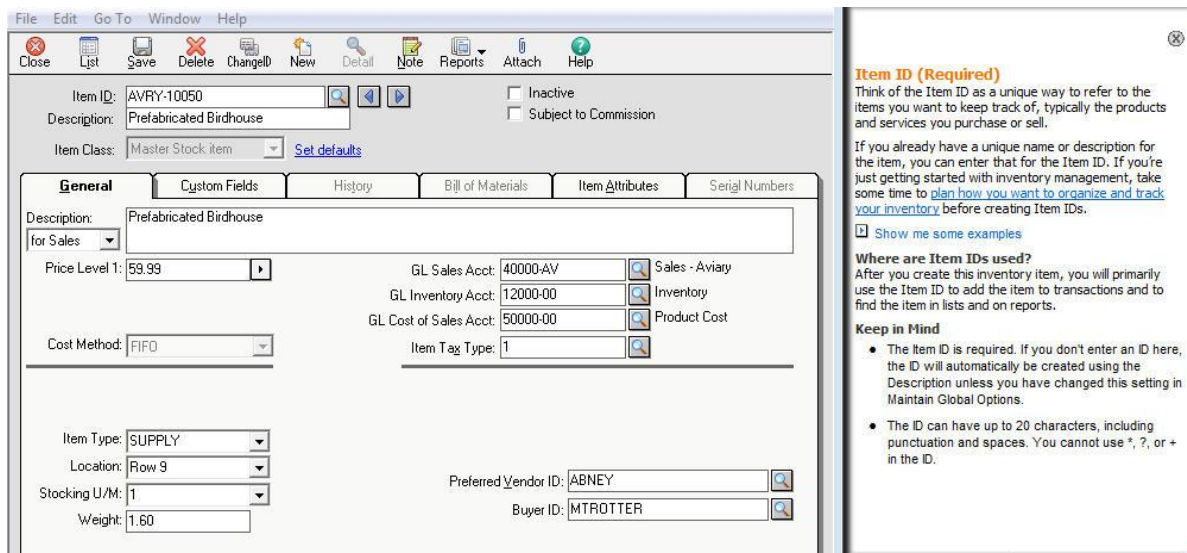 File Edit Go To Window Help
Close List Save Delete ChangeID New Detail Note Reports Attach Help
Item ID: AVRY-10050
Inactive
Description: Prefabricated Birdhouse
Subject to Commission
Item Class: Master Stock item Set defaults
General Custom Fields History Bill of Materials Item Attributes Serial Numbers
Description: Prefabricated Birdhouse
for Sales
Price Level 1: 59.99
GL Sales Acct: 40000-AV Sales - Aviary
GL Inventory Acct: 12000-00 Inventory
GL Cost of Sales Acct: 50000-00 Product Cost
Cost Method: FIFO
Item Tax Type: 1
Item Type: SUPPLY
Location: Row 9
Stocking U/M: 1
Weight: 1.60
Preferred Vendor ID: ABNEY
Buyer ID: MTROTTER
Item ID (Required)
Think of the Item ID as a unique way to refer to the
items you want to keep track of, typically the products
and services you purchase or sell.
If you already have a unique name or description for
the item, you can enter that for the Item ID. If you're
just getting started with inventory management, take
some time to plan how you want to organize and track
your inventory before creating Item IDs.
Show me some examples
Where are Item IDs used?
After you create this inventory item, you will primarily
use the Item ID to add the item to transactions and to
find the item in lists and on reports.
Keep in Mind
• The Item ID is required. If you don't enter an ID here,
the ID will automatically be created using the
Description unless you have changed this setting in
Maintain Global Options.
• The ID can have up to 20 characters, including
punctuation and spaces. You cannot use *, ?, or +
in the ID.